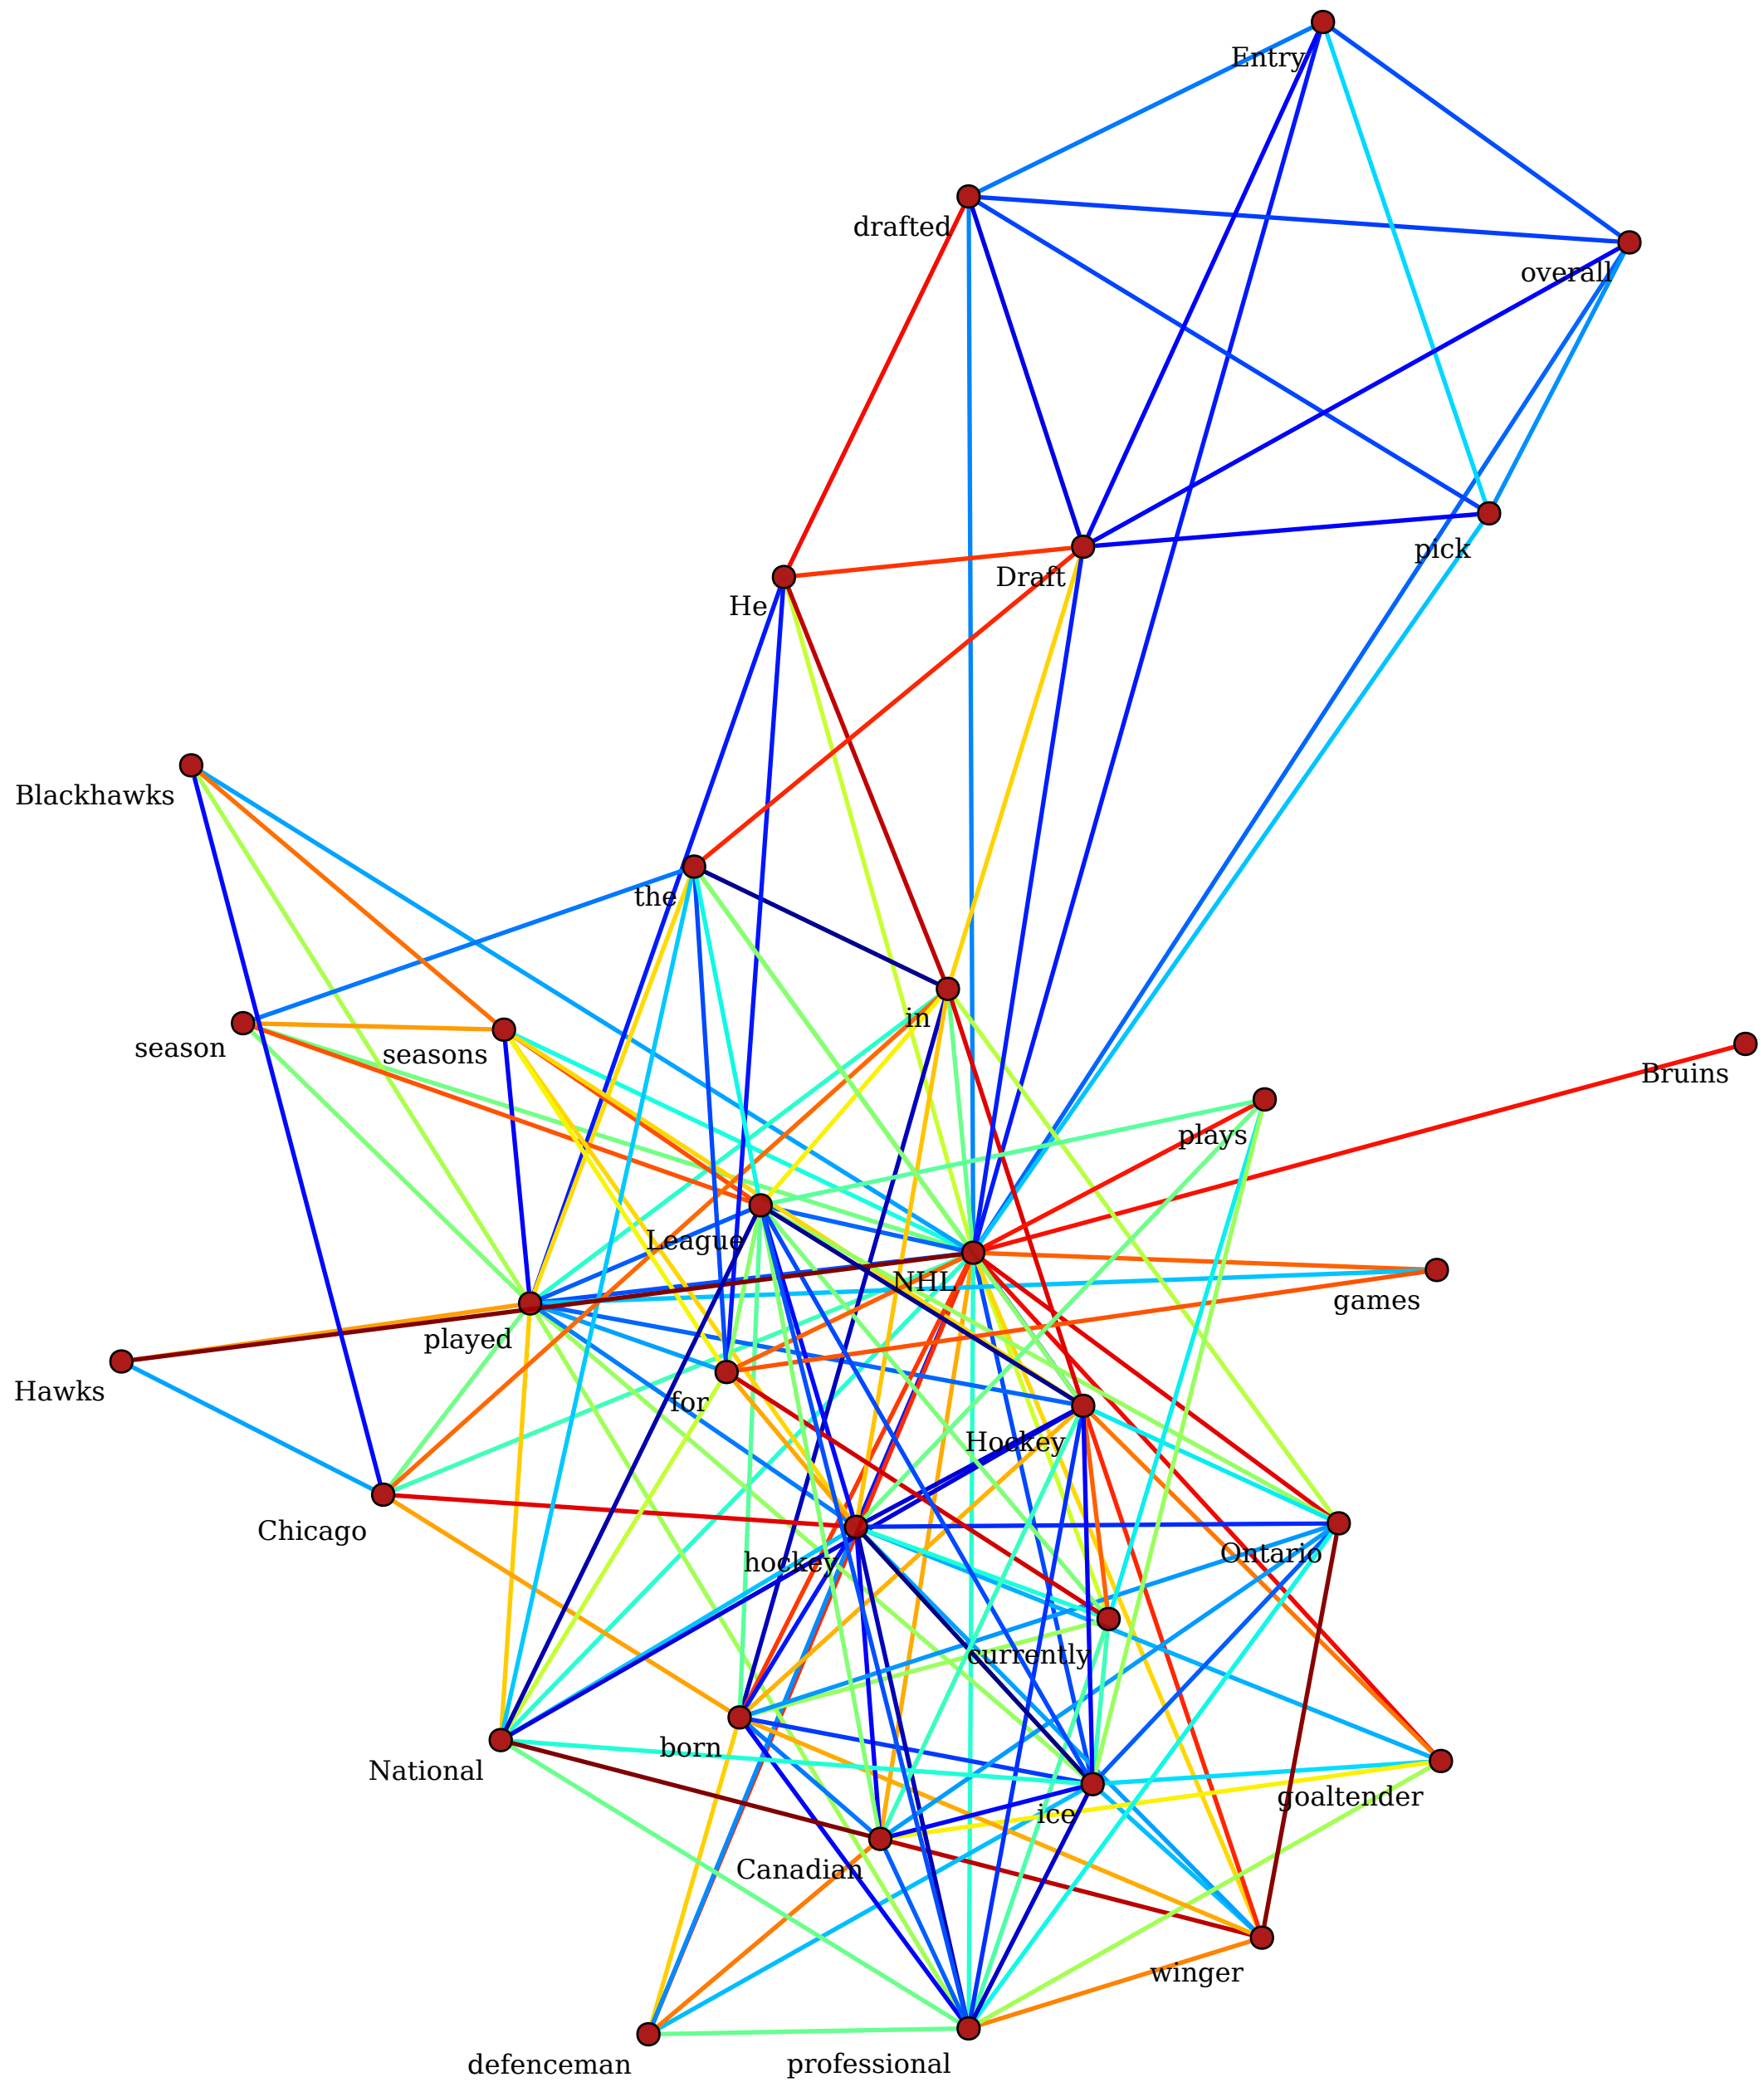 Entry
drafted
overall
pick
Draft
He
Blackhawks
the
in
season
seasons
Bruins
plays
League
NHL
games
played
Hawks
for
Hockey
Chicago
hockey
Ontario
currently
born
National
goaltender
ice
Canadian
winger
defenceman
professional